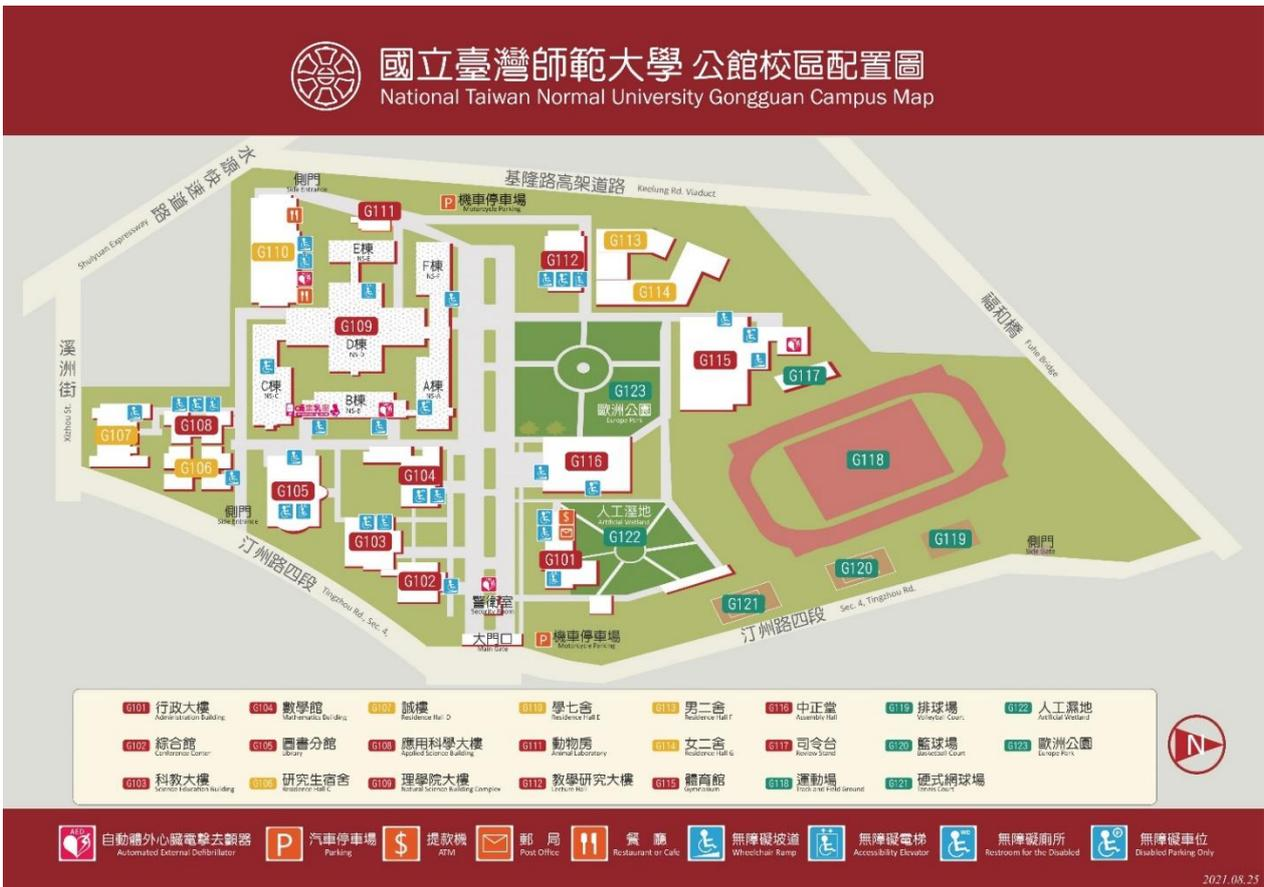 國立臺灣師範大學 公館校區配置圖
National Taiwan Normal University Gongguan Campus Map
水源快速道路
Shuiyuan Expressway
側門
Side Entrance
基隆路高架道路 Keelung Rd. Viaduct
P 機車停車場
Motorcycle Parking
G111
G110
E棟
NS-E
F棟
NS-F
G112
G113
G114
福和橋 Fuhe Bridge
G109
D棟
NS-D
G115
G117
溪洲街
Xizhou St.
C棟
NS-C
B棟
NS-B
A棟
NS-A
G123
歐洲公園
Europe Park
G107
G108
G106
G105
G104
G116
G118
側門
Side Entrance
人工溼地
Artificial Wetland
G122
G103
G102
G101
$
G119
G120
G121
側門
Side Gate
汀州路四段 Tingzhou Rd., Sec. 4,
警衛室
Security Room
大門口
Main Gate
P 機車停車場
Motorcycle Parking
汀州路四段 Sec. 4, Tingzhou Rd.
G101 行政大樓
Administration Building
G104 數學館
Mathematics Building
G107 誠樓
Residence Hall D
G110 學七舍
Residence Hall E
G113 男二舍
Residence Hall F
G116 中正堂
Assembly Hall
G119 排球場
Volleyball Court
G122 人工濕地
Artificial Wetland
G102 綜合館
Conference Center
G105 圖書分館
Library
G108 應用科學大樓
Applied Science Building
G111 動物房
Animal Laboratory
G114 女二舍
Residence Hall G
G117 司令台
Review Stand
G120 籃球場
Basketball Court
G123 歐洲公園
Europe Park
G103 科教大樓
Science Education Building
G106 研究生宿舍
Residence Hall C
G109 理學院大樓
Natural Science Building Complex
G112 教學研究大樓
Lecture Hall
G115 體育館
Gymnasium
G118 運動場
Track and Field Ground
G121 硬式網球場
Tennis Court
N
AED 自動體外心臟電擊去顫器
Automated External Defibrillator
P 汽車停車場
Parking
$ 提款機
ATM
郵局
Post Office
餐廳
Restaurant or Cafe
無障礙坡道
Wheelchair Ramp
無障礙電梯
Accessibility Elevator
WC 無障礙廁所
Restroom for the Disabled
P 無障礙車位
Disabled Parking Only
2021.08.25